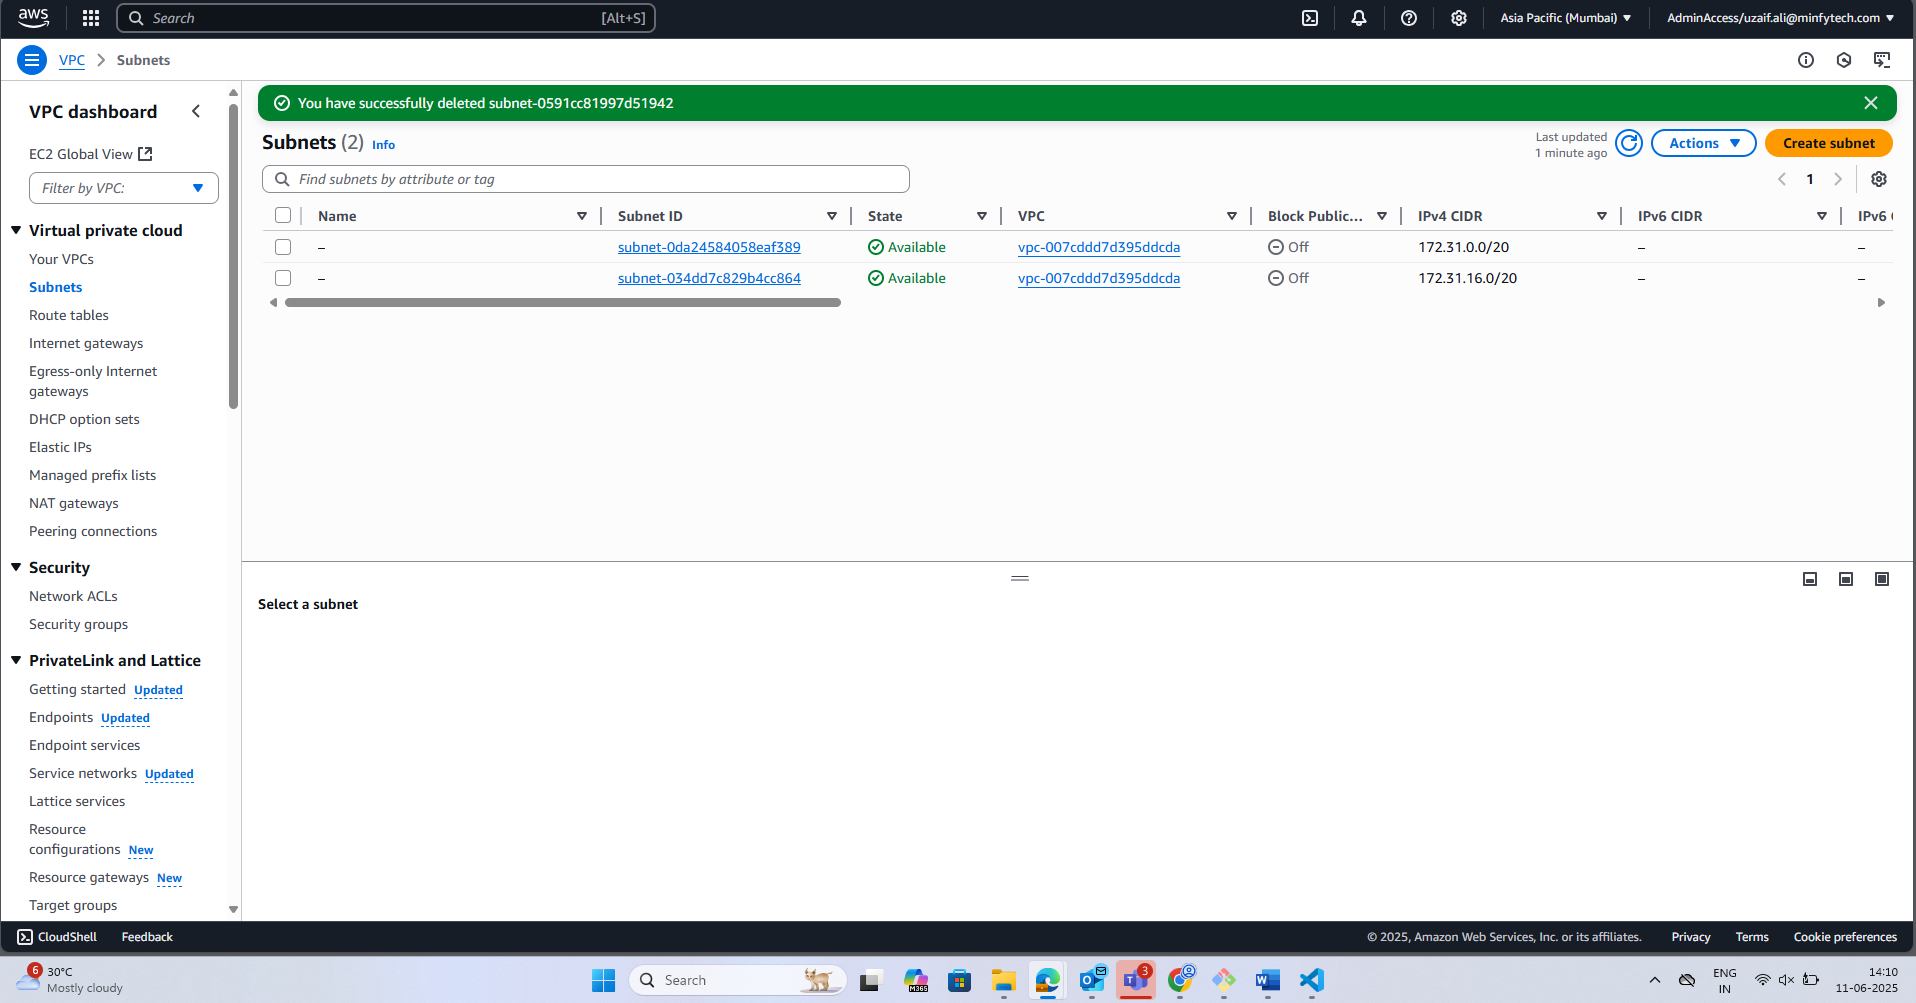 aws
Search [Alt+S]
Asia Pacific (Mumbai)
AdminAccess/uzaif.ali@minfytech.com
VPC
Subnets
VPC dashboard
EC2 Global View
Filter by VPC:
Virtual private cloud
Your VPCs
Subnets
Route tables
Internet gateways
Egress-only Internet
gateways
DHCP option sets
Elastic IPs
Managed prefix lists
NAT gateways
Peering connections
Security
Network ACLs
Security groups
PrivateLink and Lattice
Getting started Updated
Endpoints Updated
Endpoint services
Service networks Updated
Lattice services
Resource
configurations New
Resource gateways New
Target groups
You have successfully deleted subnet-0591cc81997d51942
Subnets (2) Info
Last updated
1 minute ago
Actions
Create subnet
Find subnets by attribute or tag
1
Name Subnet ID State VPC Block Public... IPv4 CIDR IPv6 CIDR IPv6
– subnet-0da24584058eaf389 Available vpc-007cddd7d395ddcda Off 172.31.0.0/20 – –
– subnet-034dd7c829b4cc864 Available vpc-007cddd7d395ddcda Off 172.31.16.0/20 – –
Select a subnet
CloudShell Feedback
© 2025, Amazon Web Services, Inc. or its affiliates. Privacy Terms Cookie preferences
6
30°C
Mostly cloudy
Search
M365
3
ENG
IN
14:10
11-06-2025